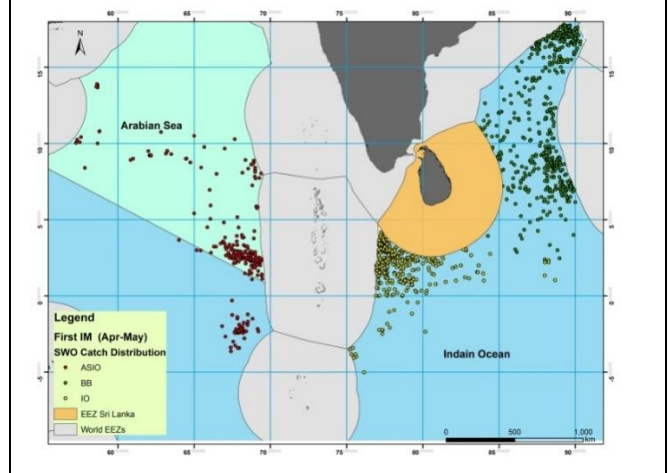 60 65 70 75 80 85 90
N
15 15
Arabian Sea
10 10
5 5
0 0
Legend
First IM (Apr-May)
SWO Catch Distribution
ASIO
BB
IO
EEZ Sri Lanka
World EEZs
Indain Ocean
-5 -5
0 500 1,000
km
60 65 70 75 80 85 90